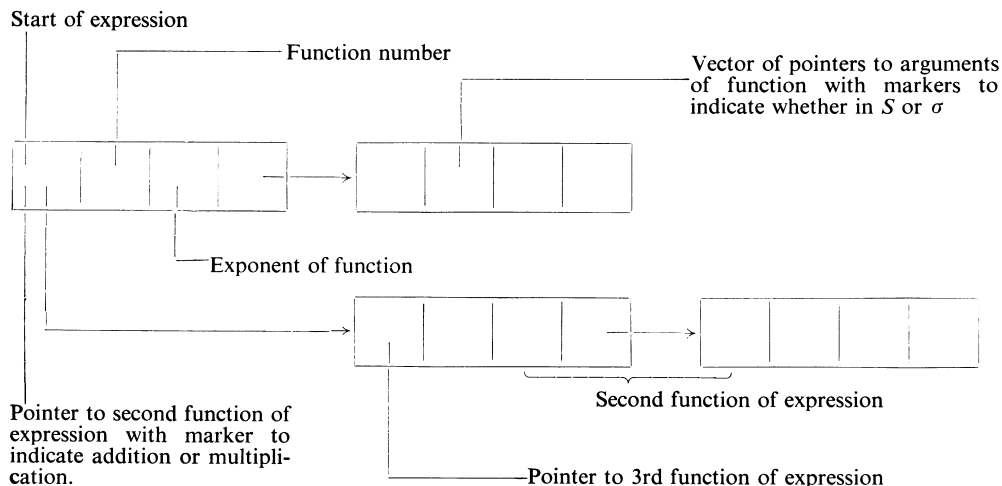 Start of expression
Function number
Vector of pointers to arguments
of function with markers to
indicate whether in S or σ
Exponent of function
Second function of expression
Pointer to second function of
expression with marker to
indicate addition or multipli-
cation.
Pointer to 3rd function of expression